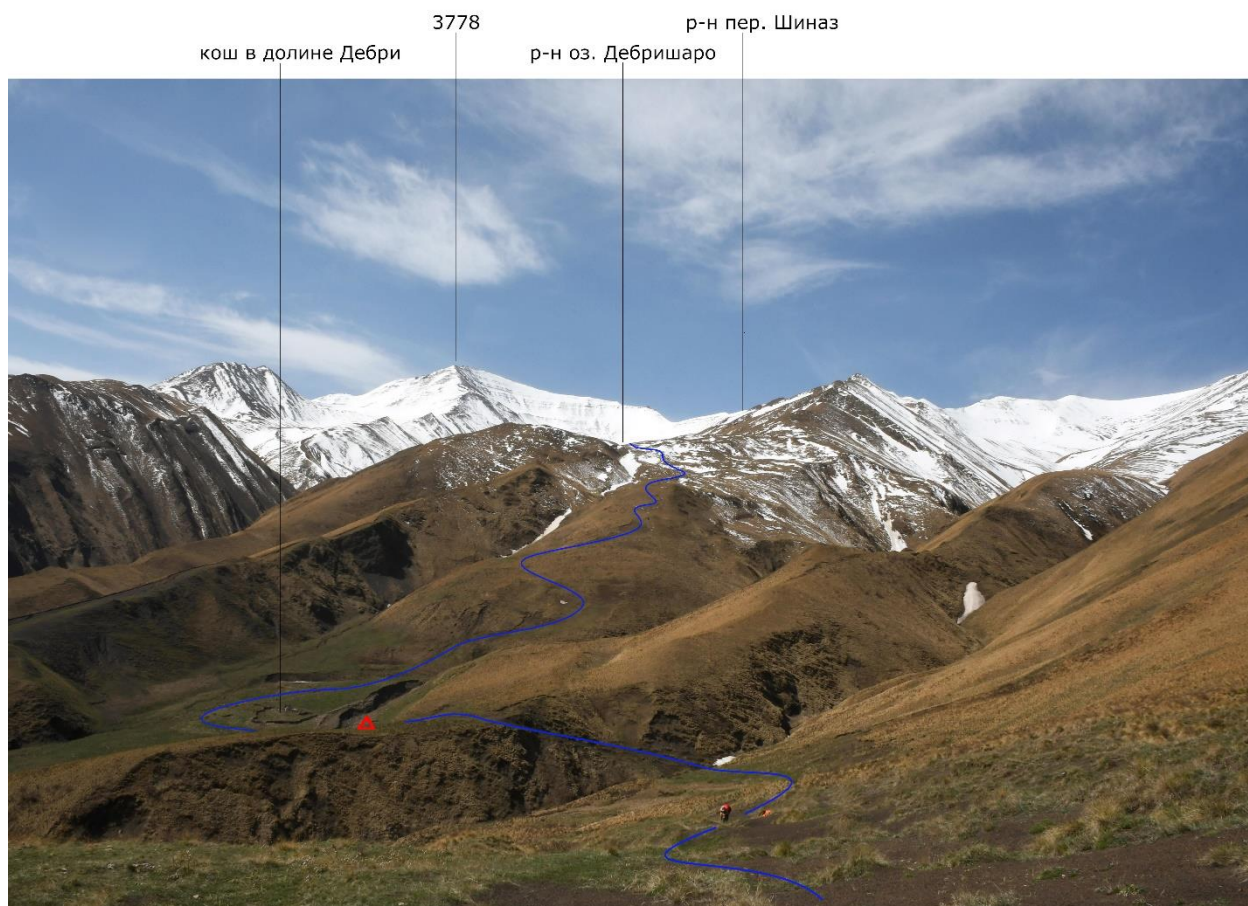 3778
р-н пер. Шиназ
кош в долине Дебри
р-н оз. Дебришаро